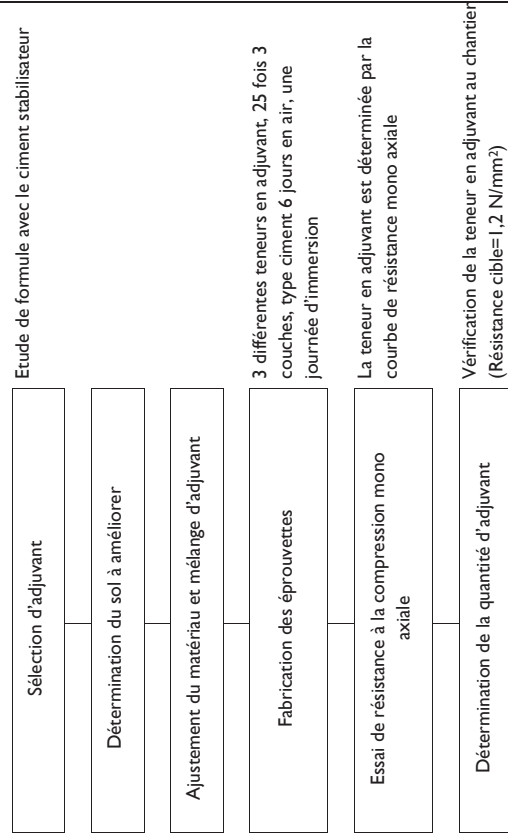 Sélection d'adjuvant
Etude de formule avec le ciment stabilisateur
Détermination du sol à améliorer
Ajustement du matériau et mélange d'adjuvant
Fabrication des éprouvettes
3 différentes teneurs en adjuvant, 25 fois 3
couches, type ciment 6 jours en air, une
journée d'immersion
Essai de résistance à la compression mono
axiale
La teneur en adjuvant est déterminée par la
courbe de résistance mono axiale
Détermination de la quantité d'adjuvant
Vérification de la teneur en adjuvant au chantier
(Résistance cible=1,2 N/mm²)